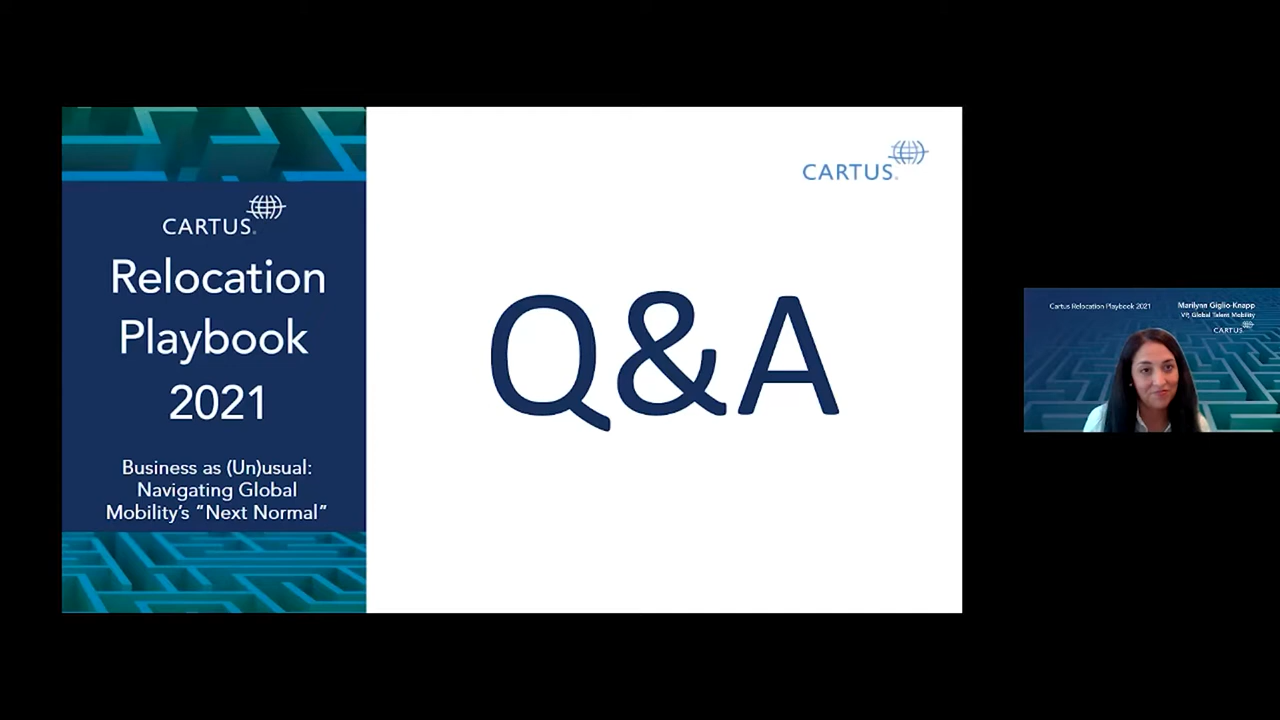 CARTUS®
Relocation
Playbook
2021
Business as (Un)usual:
Navigating Global
Mobility's “Next Normal”
CARTUS®
Q&A
Cartus Relocation Playbook 2021
Marilynn Giglio-Knapp
VP, Global Talent Mobility
CARTUS